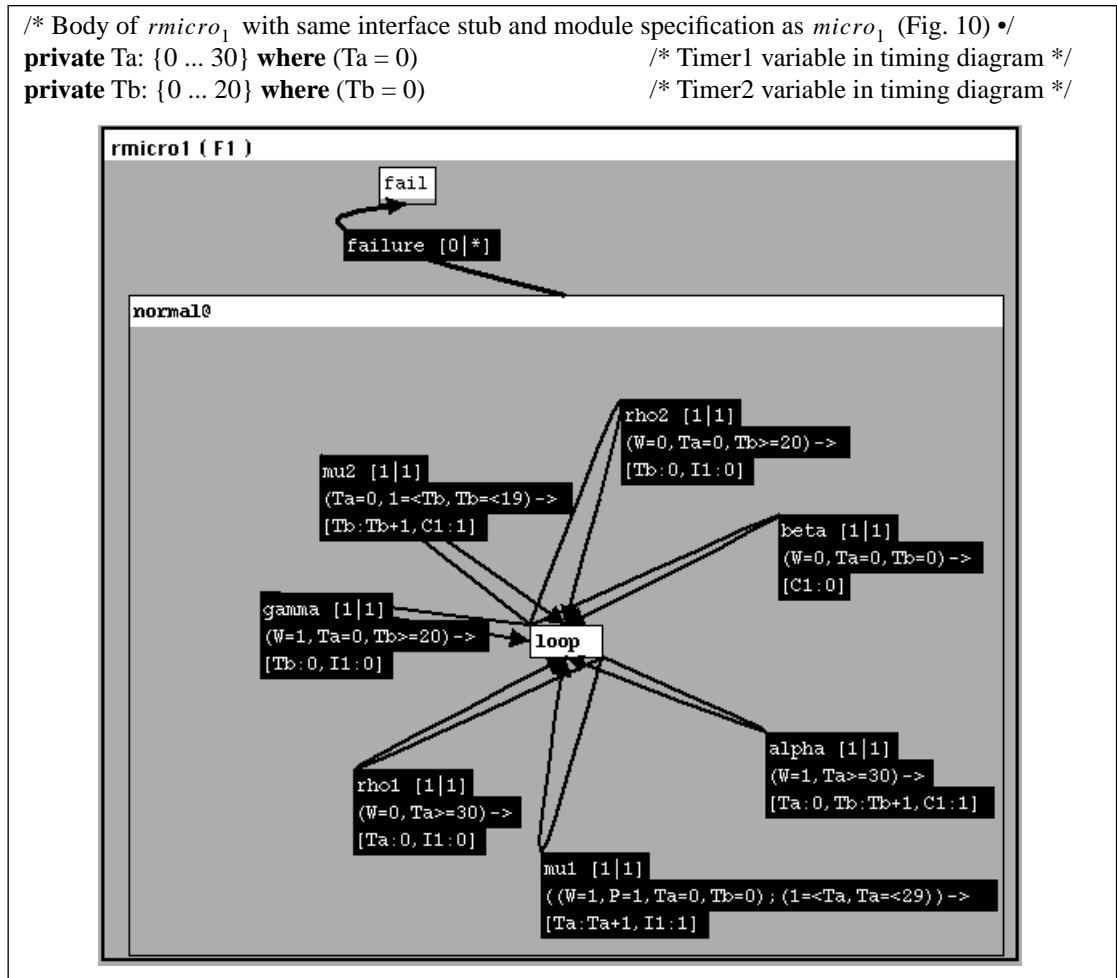 /* Body of rmicro1 with same interface stub and module specification as micro1 (Fig. 10) •/
private Ta: {0 ... 30} where (Ta = 0) /* Timer1 variable in timing diagram */
private Tb: {0 ... 20} where (Tb = 0) /* Timer2 variable in timing diagram */
rmicro1 ( F1 )
fail
failure [0|*]
normal@
rho2 [1|1]
(W=0,Ta=0,Tb>=20)->
[Tb:0,I1:0]
mu2 [1|1]
(Ta=0,1=<Tb,Tb=<19)->
[Tb:Tb+1,C1:1]
beta [1|1]
(W=0,Ta=0,Tb=0)->
[C1:0]
gamma [1|1]
(W=1,Ta=0,Tb>=20)->
[Tb:0,I1:0]
loop
alpha [1|1]
(W=1,Ta>=30)->
[Ta:0,Tb:Tb+1,C1:1]
rho1 [1|1]
(W=0,Ta>=30)->
[Ta:0,I1:0]
mu1 [1|1]
((W=1,P=1,Ta=0,Tb=0);(1=<Ta,Ta=<29))->
[Ta:Ta+1,I1:1]